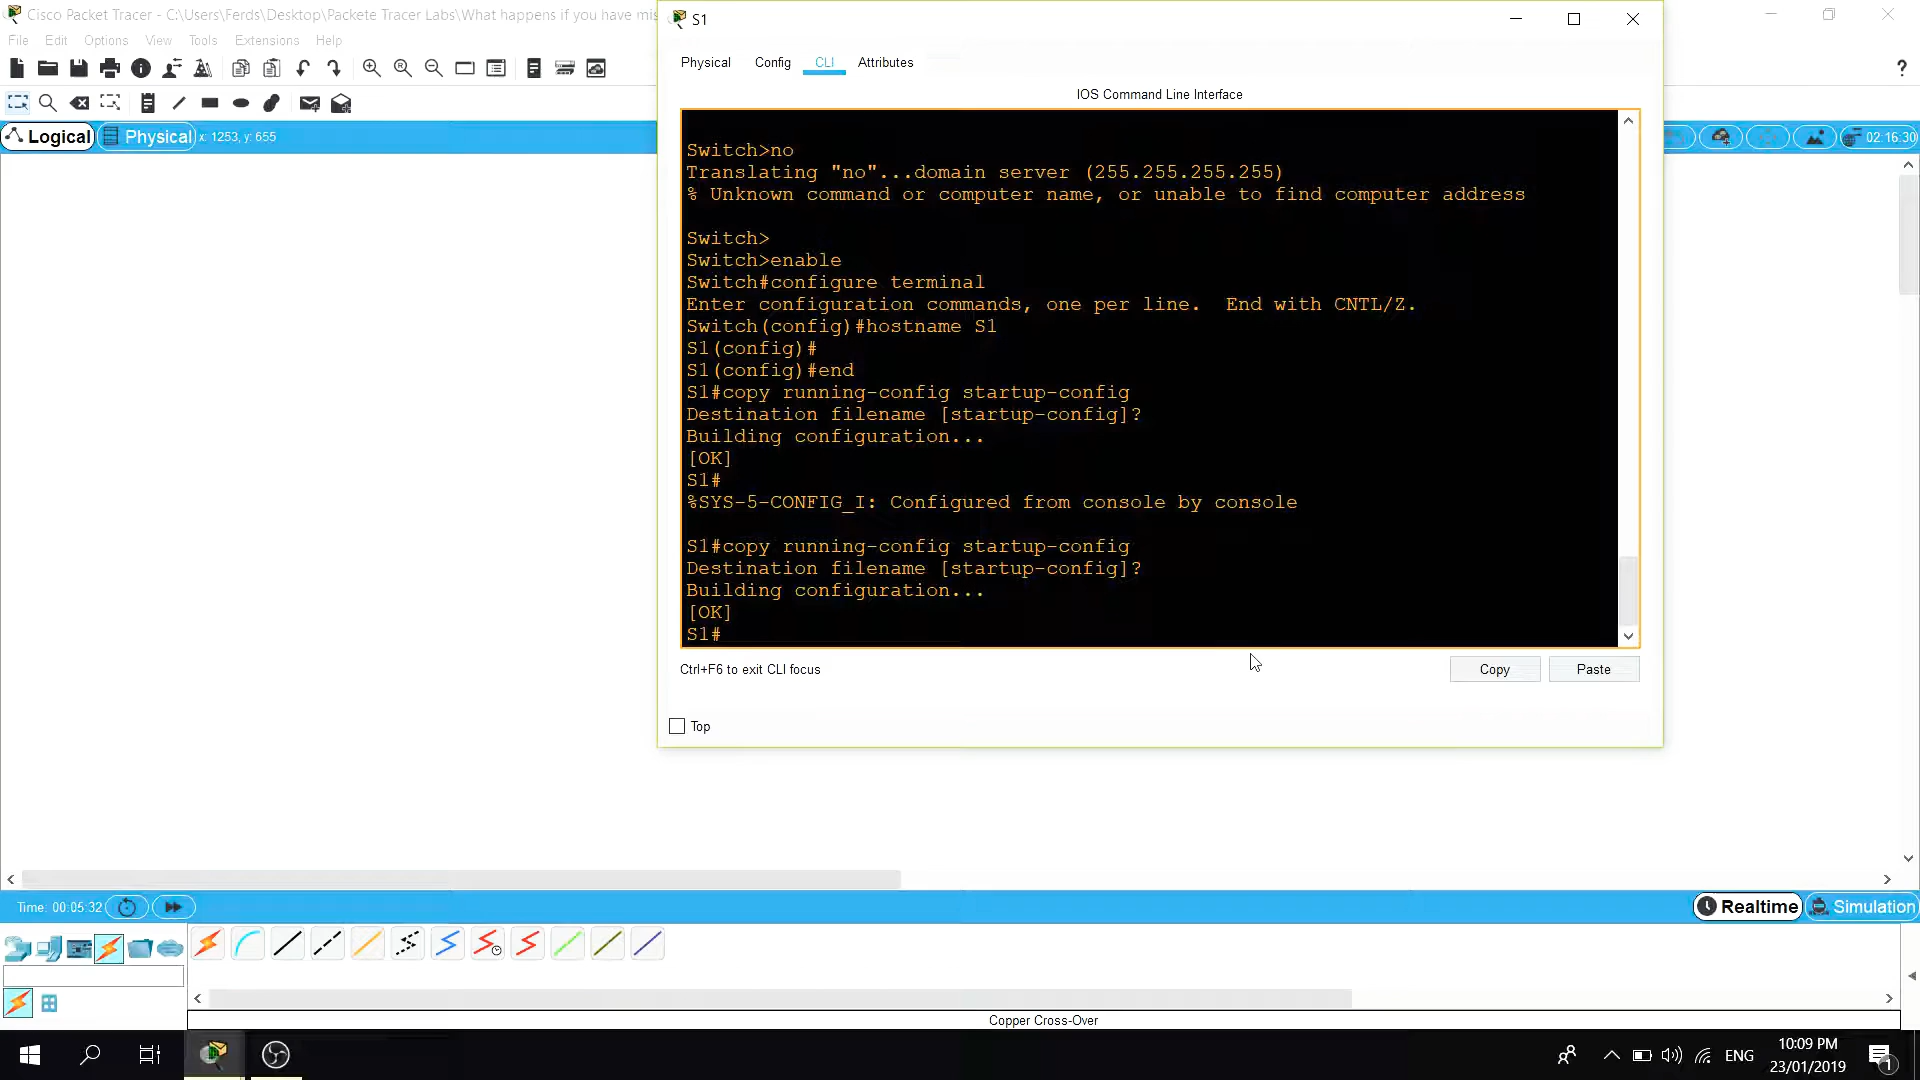 Cisco Packet Tracer - C:\Users\Ferds\Desktop\Packete Tracer Labs\What happens if you have mis
File Edit Options View Tools Extensions Help
Logical Physical x: 1253, y: 655
02:16:30
S1
Physical Config CLI Attributes
IOS Command Line Interface
Switch>no
Translating "no"...domain server (255.255.255.255)
% Unknown command or computer name, or unable to find computer address
Switch>
Switch>enable
Switch#configure terminal
Enter configuration commands, one per line.  End with CNTL/Z.
Switch(config)#hostname S1
S1(config)#
S1(config)#end
S1#copy running-config startup-config
Destination filename [startup-config]?
Building configuration...
[OK]
S1#
%SYS-5-CONFIG_I: Configured from console by console
S1#copy running-config startup-config
Destination filename [startup-config]?
Building configuration...
[OK]
S1#
Ctrl+F6 to exit CLI focus
Copy Paste
Top
Time: 00:05:32
Realtime Simulation
Copper Cross-Over
ENG
10:09 PM
23/01/2019
1